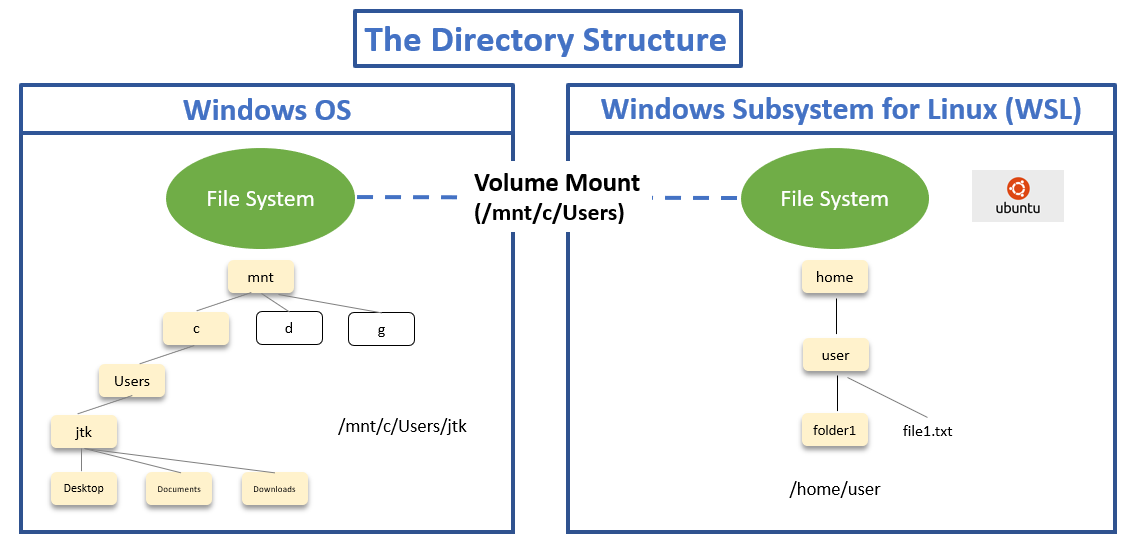 The Directory Structure
Windows OS
Windows Subsystem for Linux (WSL)
File System
Volume Mount
(/mnt/c/Users)
File System
ubuntu
mnt
c
d
g
Users
jtk
/mnt/c/Users/jtk
Desktop
Documents
Downloads
home
user
folder1
file1.txt
/home/user